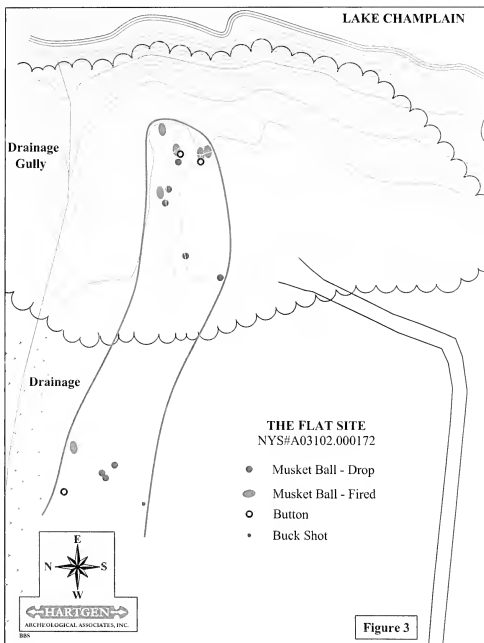 LAKE CHAMPLAIN
Drainage
Gully
Drainage
THE FLAT SITE
NYS#A03102.000172
Musket Ball - Drop
Musket Ball - Fired
Button
Buck Shot
E
N S
W
HARTGEN
ARCHEOLOGICAL ASSOCIATES, INC.
BBS
Figure 3